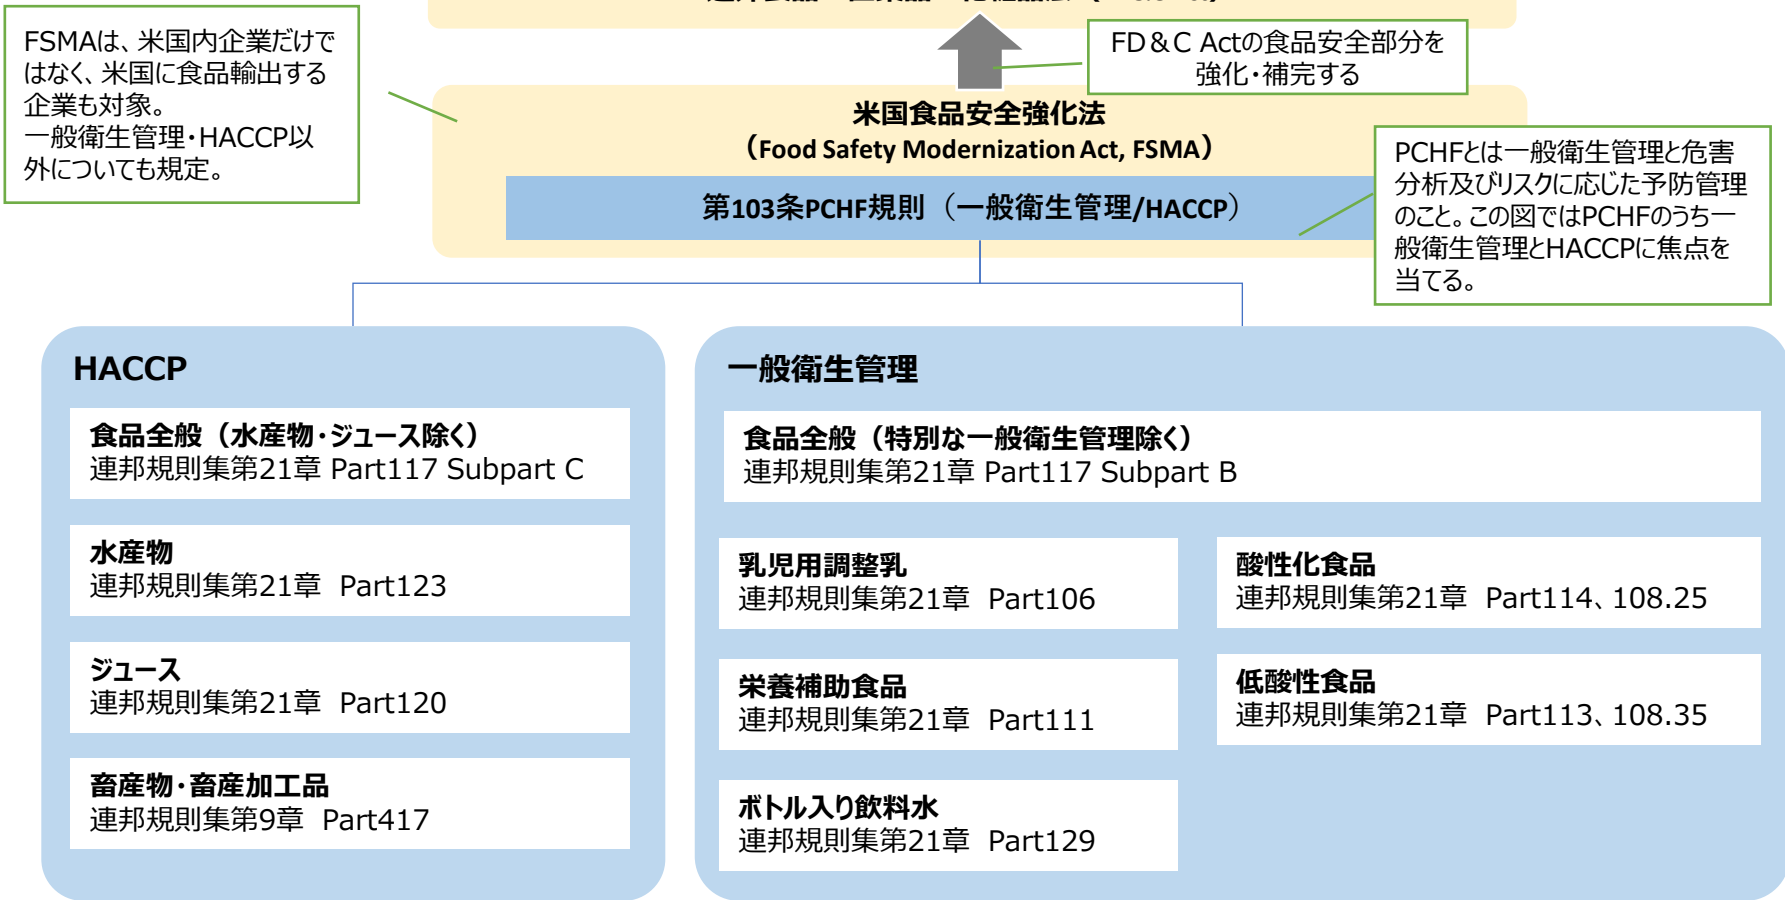 FSMAは、米国内企業だけで
はなく、米国に食品輸出する
企業も対象。
一般衛生管理・HACCP以
外についても規定。
FD＆C Actの食品安全部分を
強化・補完する
米国食品安全強化法
（Food Safety Modernization Act, FSMA）
第103条PCHF規則（一般衛生管理/HACCP）
PCHFとは一般衛生管理と危害
分析及びリスクに応じた予防管理
のこと。この図ではPCHFのうち一
般衛生管理とHACCPに焦点を
当てる。
HACCP
食品全般（水産物・ジュース除く）
連邦規則集第21章 Part117 Subpart C
水産物
連邦規則集第21章 Part123
ジュース
連邦規則集第21章 Part120
畜産物・畜産加工品
連邦規則集第9章 Part417
一般衛生管理
食品全般（特別な一般衛生管理除く）
連邦規則集第21章 Part117 Subpart B
乳児用調整乳
連邦規則集第21章 Part106
酸性化食品
連邦規則集第21章 Part114、108.25
栄養補助食品
連邦規則集第21章 Part111
低酸性食品
連邦規則集第21章 Part113、108.35
ボトル入り飲料水
連邦規則集第21章 Part129